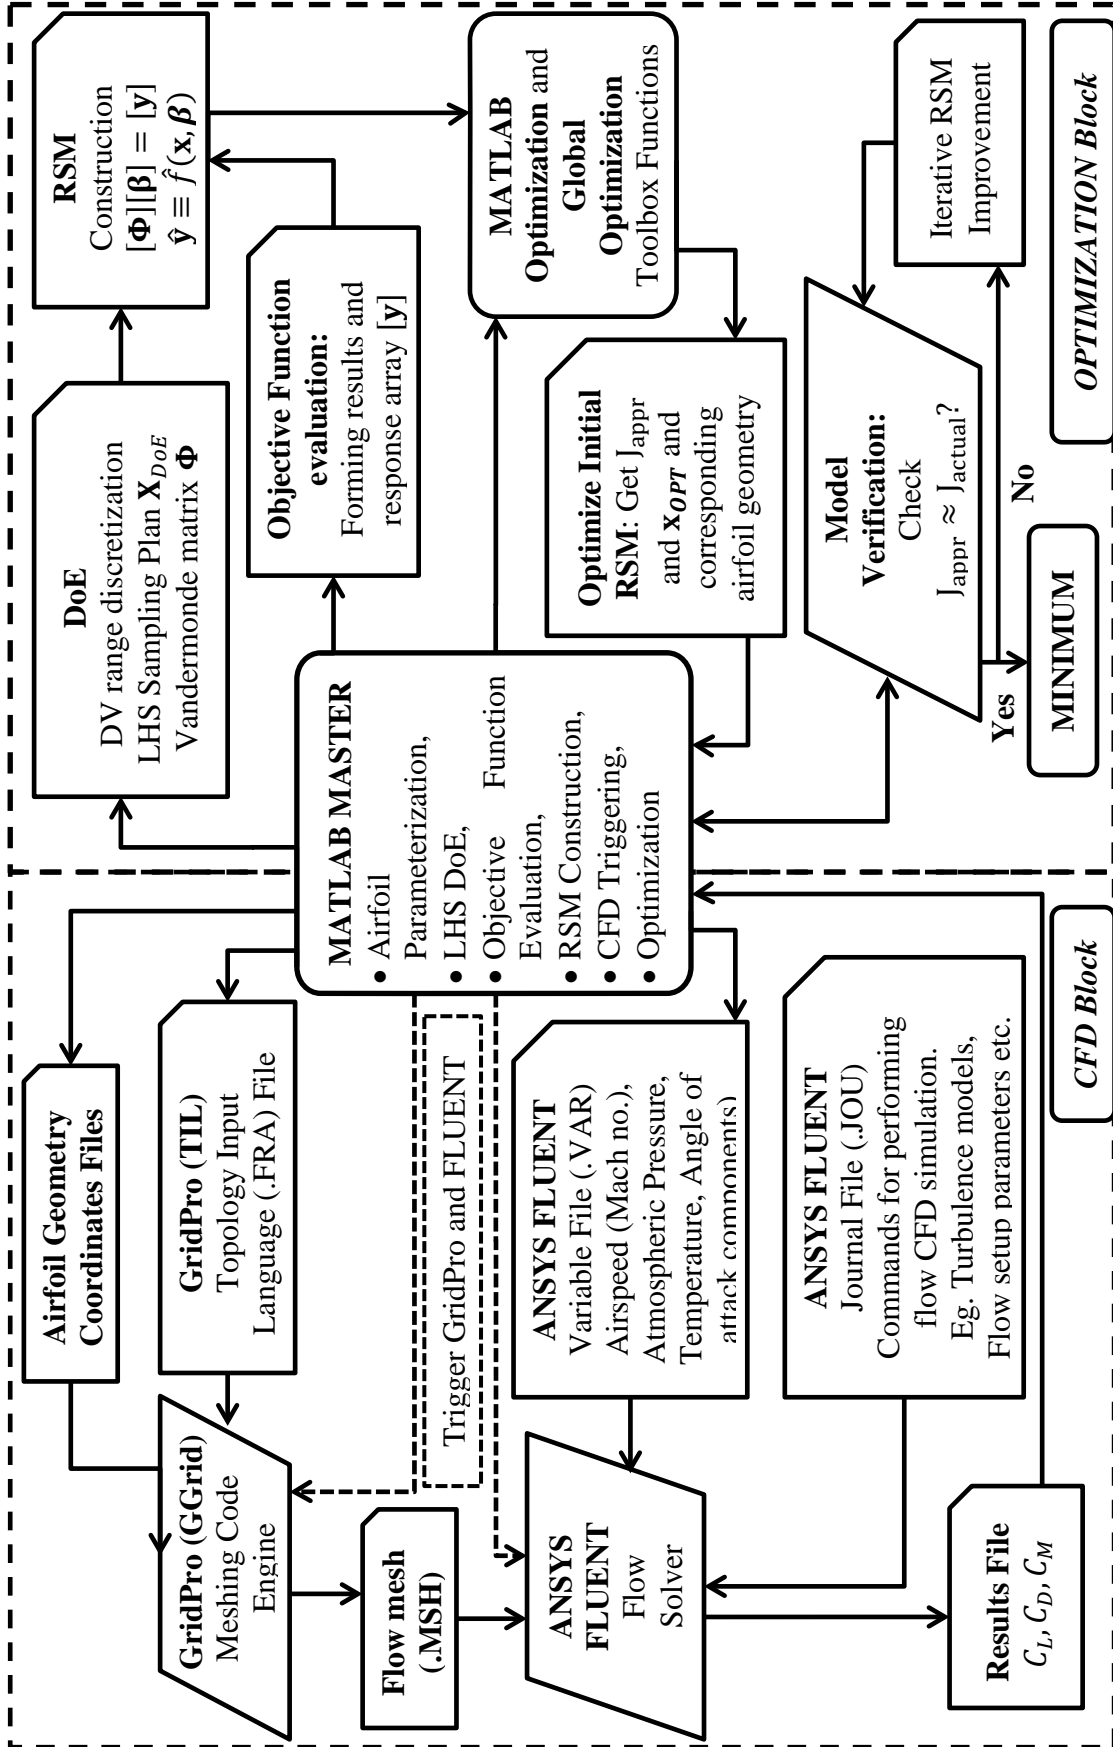 Airfoil Geometry
Coordinates Files
GridPro (TIL)
Topology Input
Language (.FRA) File
GridPro (GGrid)
Meshing Code
Engine
Flow mesh
(.MSH)
Trigger GridPro and FLUENT
ANSYS FLUENT
Variable File (.VAR)
Airspeed (Mach no.),
Atmospheric Pressure,
Temperature, Angle of
attack components)
ANSYS
FLUENT
Flow
Solver
ANSYS FLUENT
Journal File (.JOU)
Commands for performing
flow CFD simulation.
Eg. Turbulence models,
Flow setup parameters etc.
Results File
C_L, C_D, C_M
CFD Block
MATLAB MASTER
• Airfoil
Parameterization,
• LHS DoE,
• Objective Function
Evaluation,
• RSM Construction,
• CFD Triggering,
• Optimization
DoE
DV range discretization
LHS Sampling Plan X_DoE
Vandermonde matrix Φ
RSM
Construction
[Φ][β] = [y]
ŷ ≡ f̂(x,β)
Objective Function
evaluation:
Forming results and
response array [y]
MATLAB
Optimization and
Global
Optimization
Toolbox Functions
Optimize Initial
RSM: Get J_appr
and x_OPT and
corresponding
airfoil geometry
Model
Verification:
Check
J_appr ≈ J_actual?
Iterative RSM
Improvement
Yes
No
MINIMUM
OPTIMIZATION Block